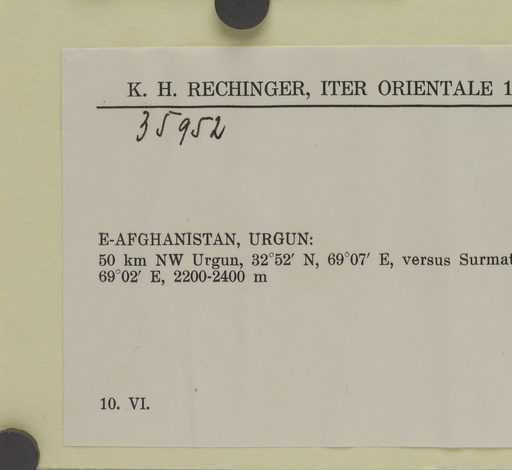 K. H. RECHINGER, ITER ORIENTALE 1
35952
E-AFGHANISTAN, URGUN:
50 km NW Urgun, 32°52′ N, 69°07′ E, versus Surmat
69°02′ E, 2200-2400 m
10. VI.